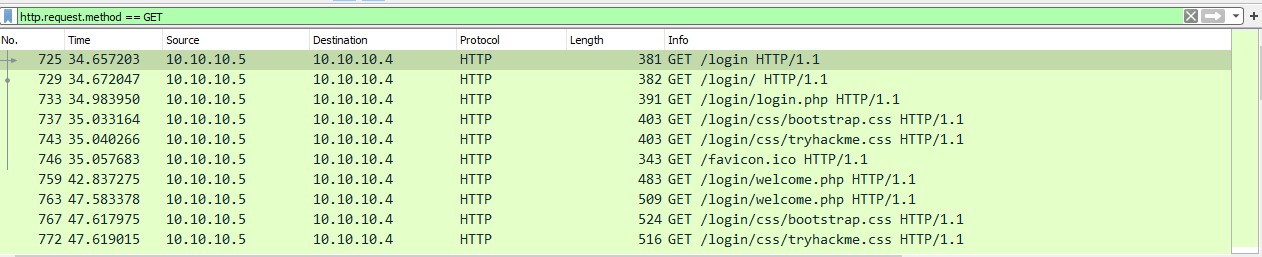 http.request.method == GET
No. Time Source Destination Protocol Length Info
725 34.657203 10.10.10.5 10.10.10.4 HTTP 381 GET /login HTTP/1.1
729 34.672047 10.10.10.5 10.10.10.4 HTTP 382 GET /login/ HTTP/1.1
733 34.983950 10.10.10.5 10.10.10.4 HTTP 391 GET /login/login.php HTTP/1.1
737 35.033164 10.10.10.5 10.10.10.4 HTTP 403 GET /login/css/bootstrap.css HTTP/1.1
743 35.040266 10.10.10.5 10.10.10.4 HTTP 403 GET /login/css/tryhackme.css HTTP/1.1
746 35.057683 10.10.10.5 10.10.10.4 HTTP 343 GET /favicon.ico HTTP/1.1
759 42.837275 10.10.10.5 10.10.10.4 HTTP 483 GET /login/welcome.php HTTP/1.1
763 47.583378 10.10.10.5 10.10.10.4 HTTP 509 GET /login/welcome.php HTTP/1.1
767 47.617975 10.10.10.5 10.10.10.4 HTTP 524 GET /login/css/bootstrap.css HTTP/1.1
772 47.619015 10.10.10.5 10.10.10.4 HTTP 516 GET /login/css/tryhackme.css HTTP/1.1